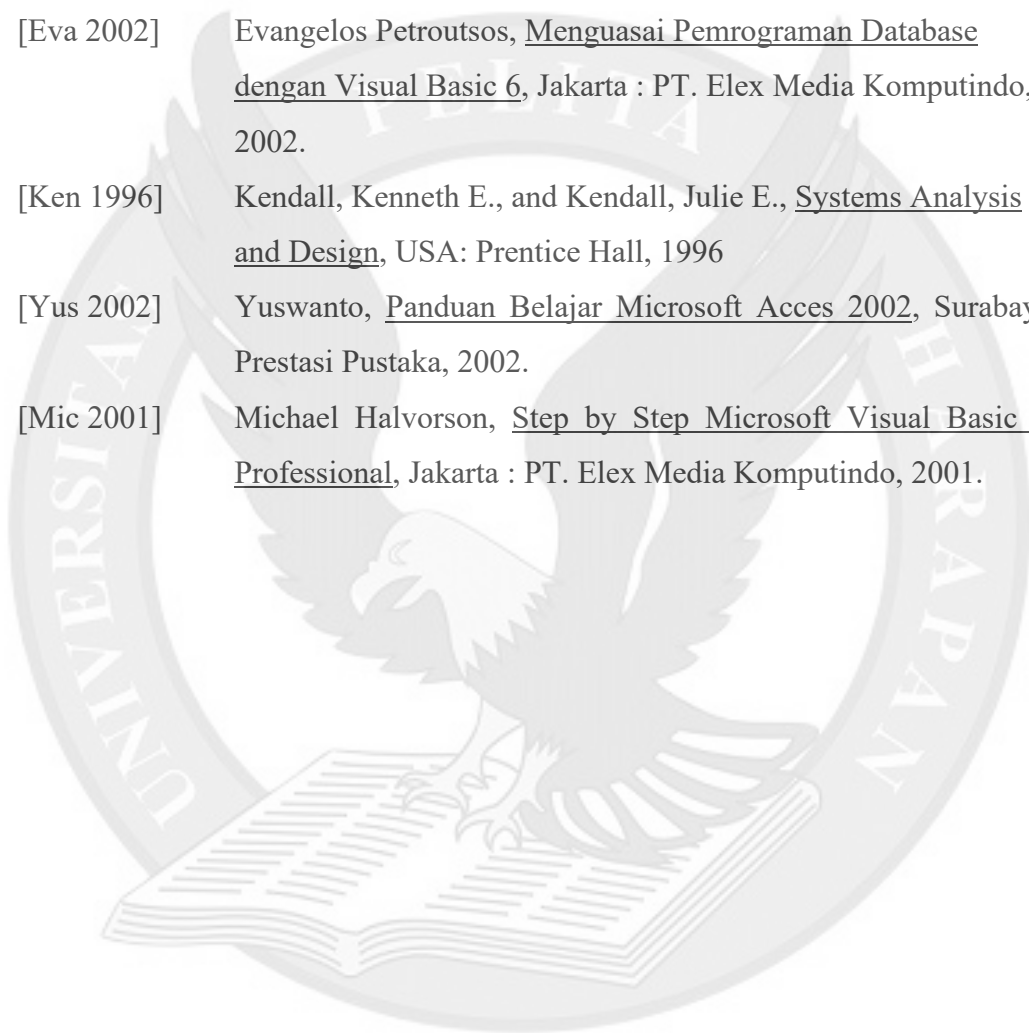 [Eva 2002] Evangelos Petroutsos, Menguasai Pemrograman Database
dengan Visual Basic 6, Jakarta : PT. Elex Media Komputindo,
2002.
[Ken 1996] Kendall, Kenneth E., and Kendall, Julie E., Systems Analysis
and Design, USA: Prentice Hall, 1996
[Yus 2002] Yuswanto, Panduan Belajar Microsoft Acces 2002,
Prestasi Pustaka, 2002.
[Mic 2001] Michael Halvorson, Step by Step Microsoft Visual Basic
Professional, Jakarta : PT. Elex Media Komputindo, 2001.
UNIVERSITAS
PELITA
HARAPAN